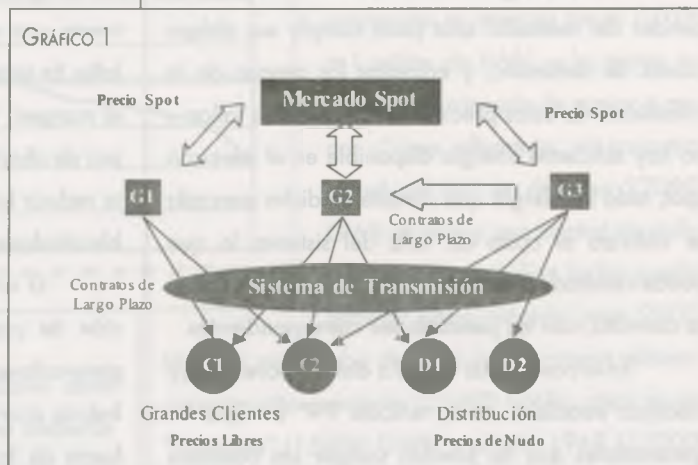 GRÁFICO 1
Mercado Spot
Precio Spot
Precio Spot
G1
G2
G3
Contratos de
Largo Plazo
Contratos de
Largo Plazo
Sistema de Transmisión
C1
C2
D1
D2
Grandes Clientes
Distribución
Precios Libres
Precios de Nudo